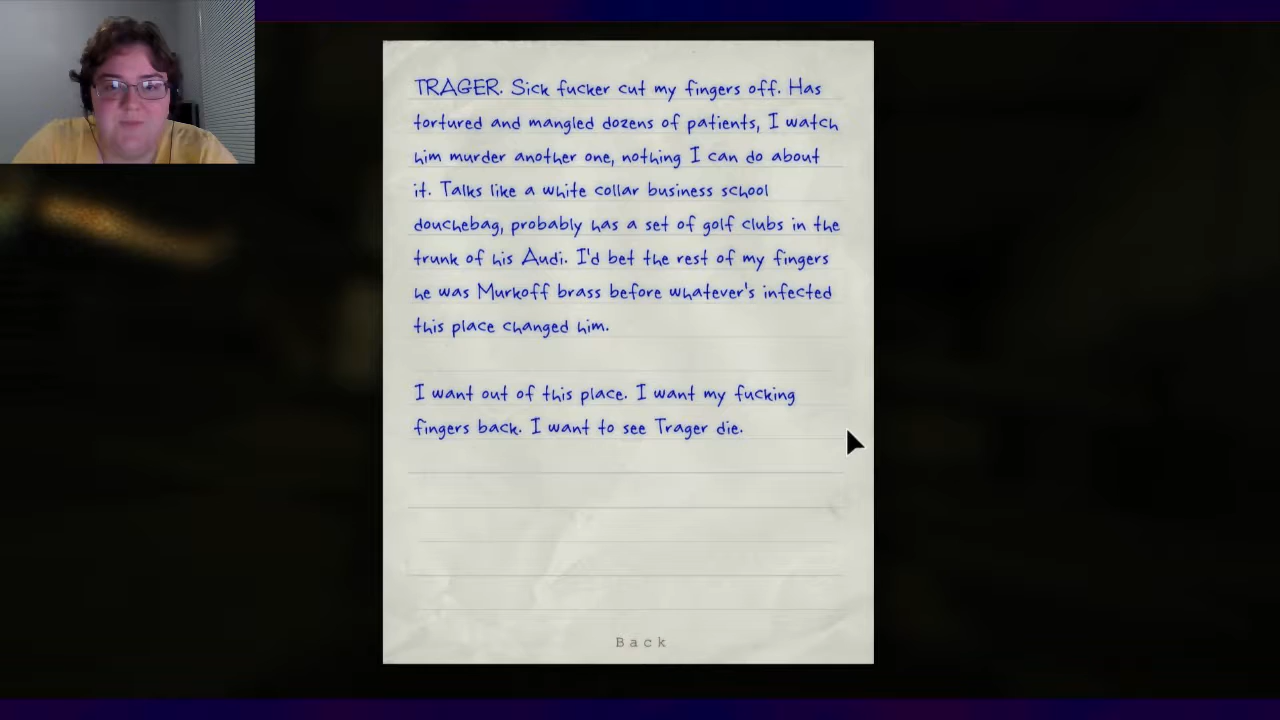 TRAGER. Sick fucker cut my fingers off. Has
tortured and mangled dozens of patients, I watch
him murder another one, nothing I can do about
it. Talks like a white collar business school
douchebag, probably has a set of golf clubs in the
trunk of his Audi. I'd bet the rest of my fingers
he was Murkoff brass before whatever's infected
this place changed him.
I want out of this place. I want my fucking
fingers back. I want to see Trager die.
Back